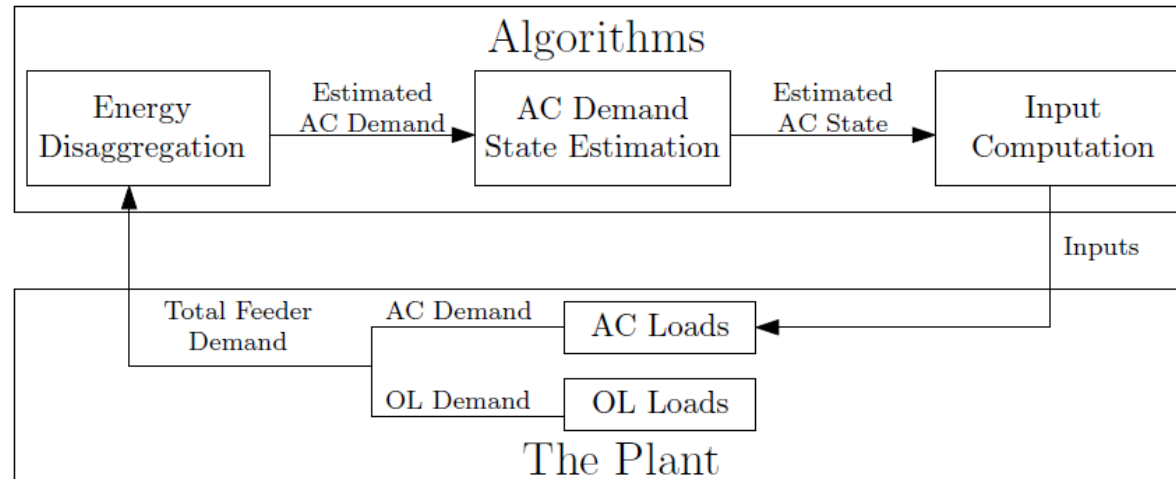 Algorithms
Energy
Disaggregation
Estimated
AC Demand
AC Demand
State Estimation
Estimated
AC State
Input
Computation
Inputs
Total Feeder
Demand
AC Demand
AC Loads
OL Demand
OL Loads
The Plant